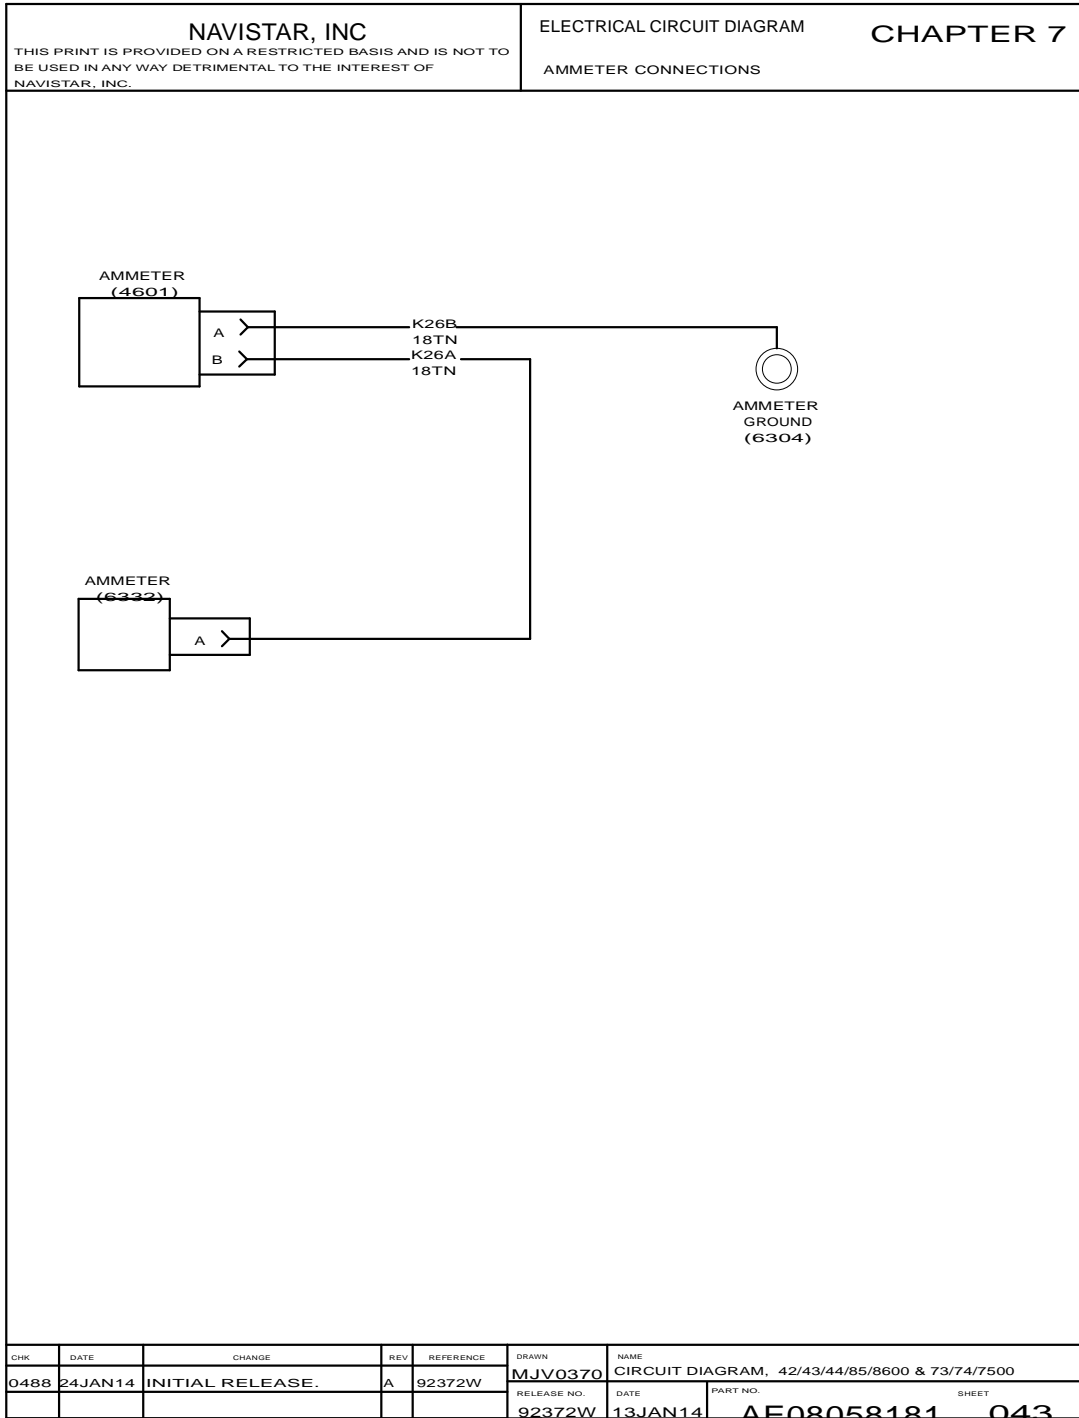 NAVISTAR, INC
THIS PRINT IS PROVIDED ON A RESTRICTED BASIS AND IS NOT TO
BE USED IN ANY WAY DETRIMENTAL TO THE INTEREST OF
NAVISTAR, INC.
ELECTRICAL CIRCUIT DIAGRAM
AMMETER CONNECTIONS
CHAPTER 7
AMMETER
(4601)
A
B
K26B
18TN
K26A
18TN
AMMETER
GROUND
(6304)
AMMETER
(6332)
A
CHK DATE CHANGE REV REFERENCE
0488 24JAN14 INITIAL RELEASE. A 92372W
DRAWN
MJV0370
NAME
CIRCUIT DIAGRAM, 42/43/44/85/8600 & 73/74/7500
RELEASE NO.
92372W
DATE
13JAN14
PART NO.
AE08058181
SHEET
043